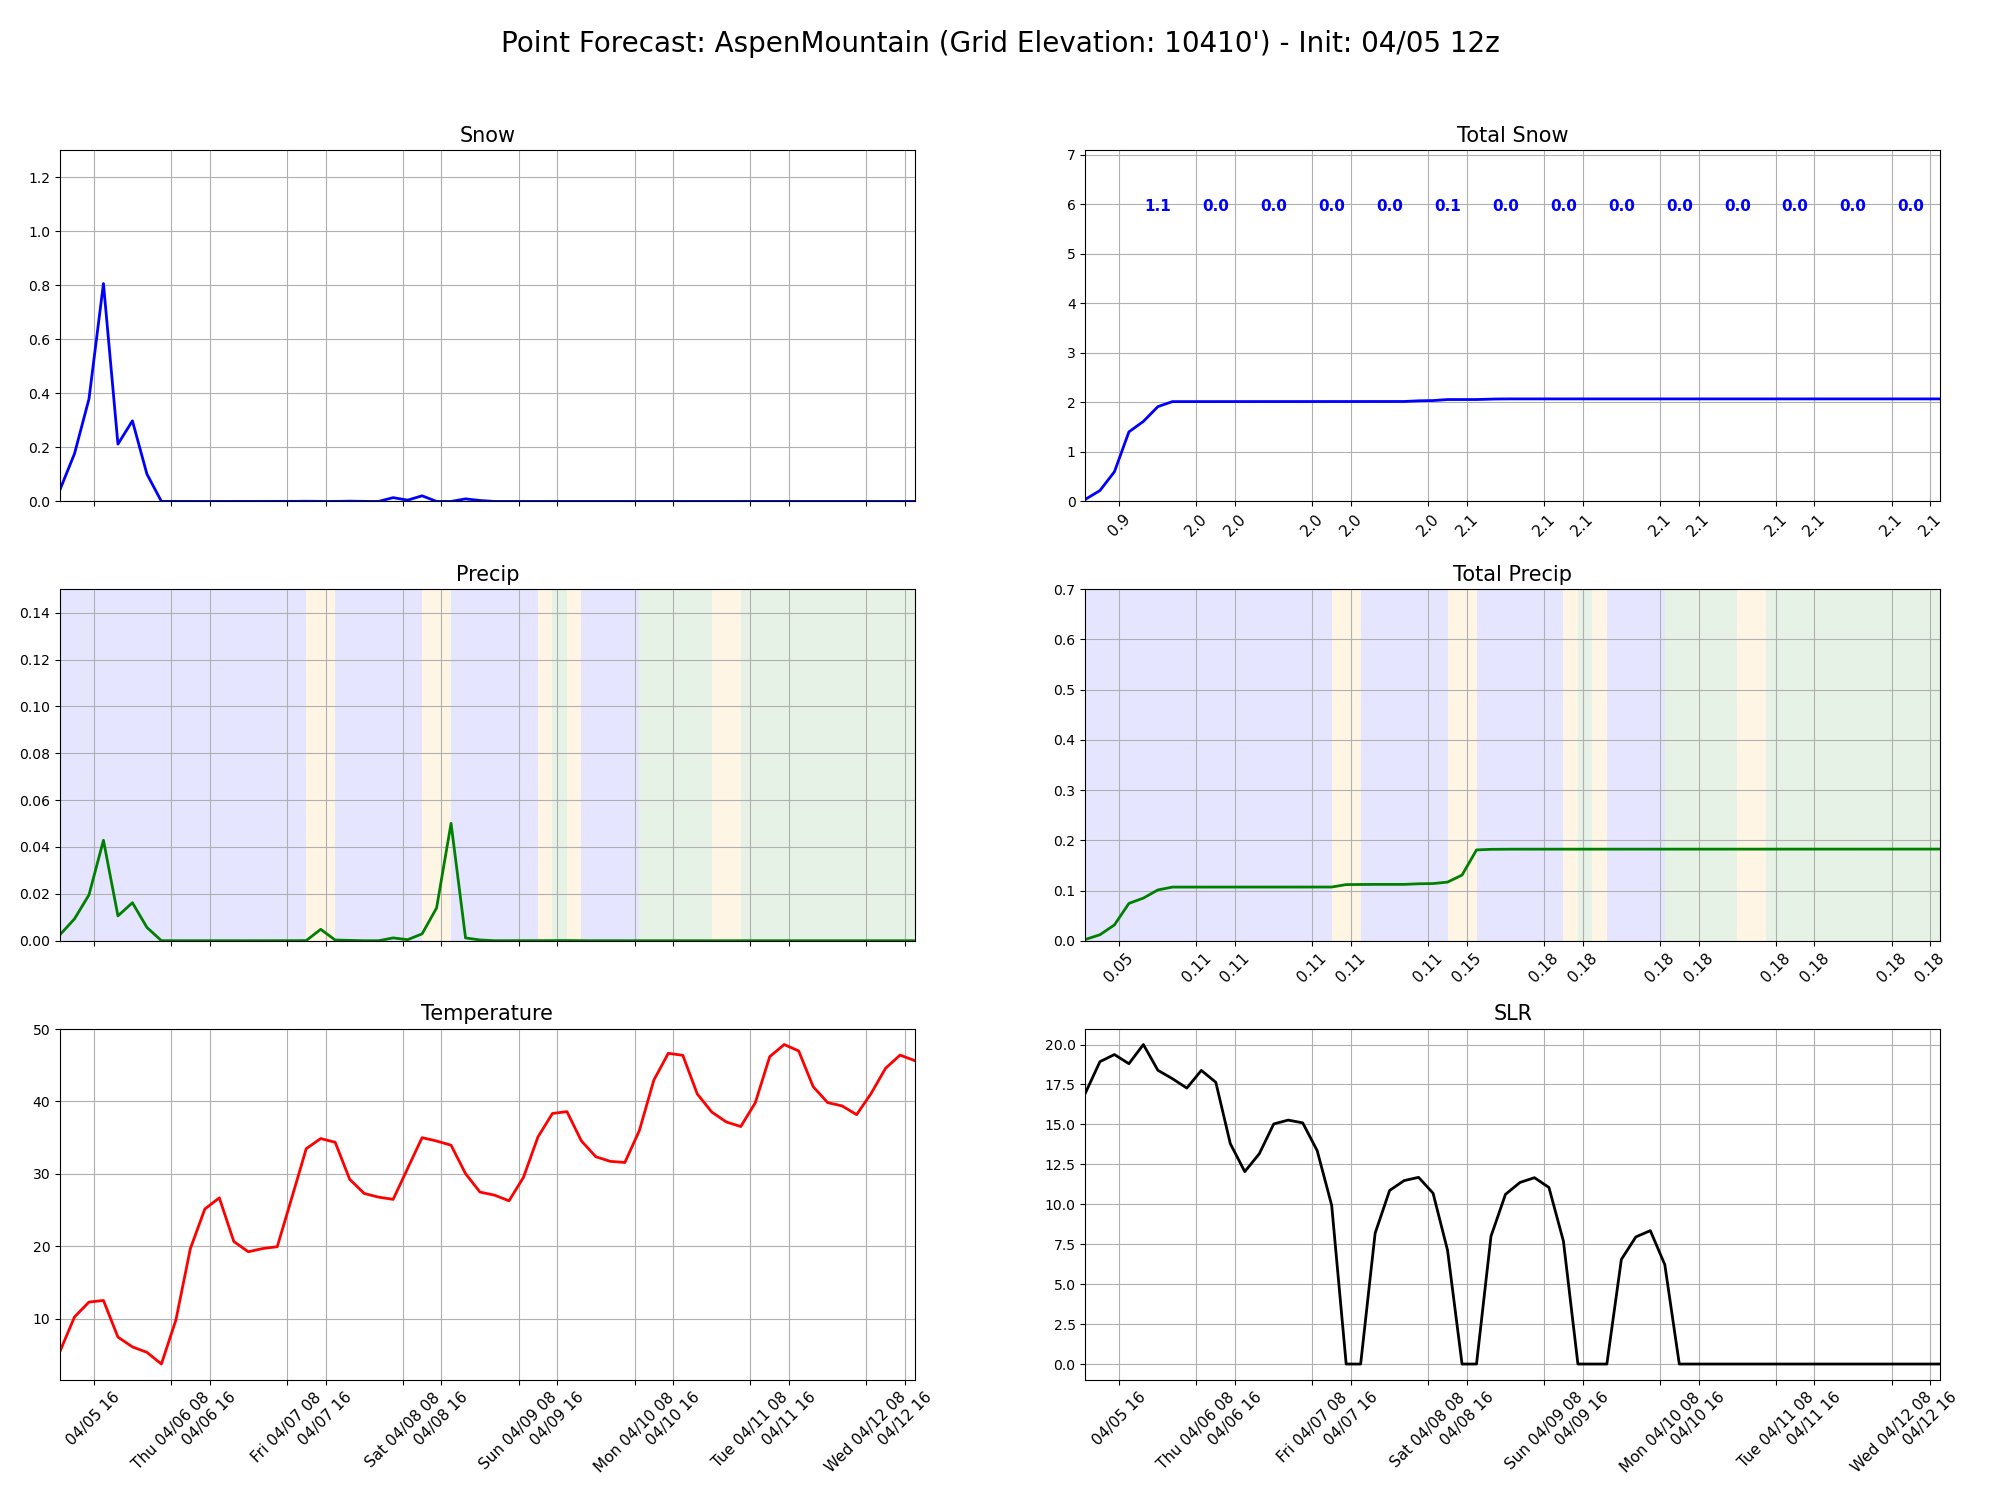 Point Forecast: AspenMountain (Grid Elevation: 10410') - Init: 04/05 12z
Snow
1.2
1.0
0.8
0.6
0.4
0.2
0.0
Total Snow
7
6
5
4
3
2
1
0
1.1 0.0 0.0 0.0 0.0 0.1 0.0 0.0 0.0 0.0 0.0 0.0 0.0 0.0
0.9 2.0 2.0 2.0 2.0 2.0 2.1 2.1 2.1 2.1 2.1 2.1 2.1 2.1 2.1
Precip
0.14
0.12
0.10
0.08
0.06
0.04
0.02
0.00
Total Precip
0.7
0.6
0.5
0.4
0.3
0.2
0.1
0.0
0.05 0.11 0.11 0.11 0.11 0.11 0.15 0.18 0.18 0.18 0.18 0.18 0.18 0.18 0.18
Temperature
50
40
30
20
10
04/05 16
Thu 04/06 08
04/06 16
Fri 04/07 08
04/07 16
Sat 04/08 08
04/08 16
Sun 04/09 08
04/09 16
Mon 04/10 08
04/10 16
Tue 04/11 08
04/11 16
Wed 04/12 08
04/12 16
SLR
20.0
17.5
15.0
12.5
10.0
7.5
5.0
2.5
0.0
04/05 16
Thu 04/06 08
04/06 16
Fri 04/07 08
04/07 16
Sat 04/08 08
04/08 16
Sun 04/09 08
04/09 16
Mon 04/10 08
04/10 16
Tue 04/11 08
04/11 16
Wed 04/12 08
04/12 16